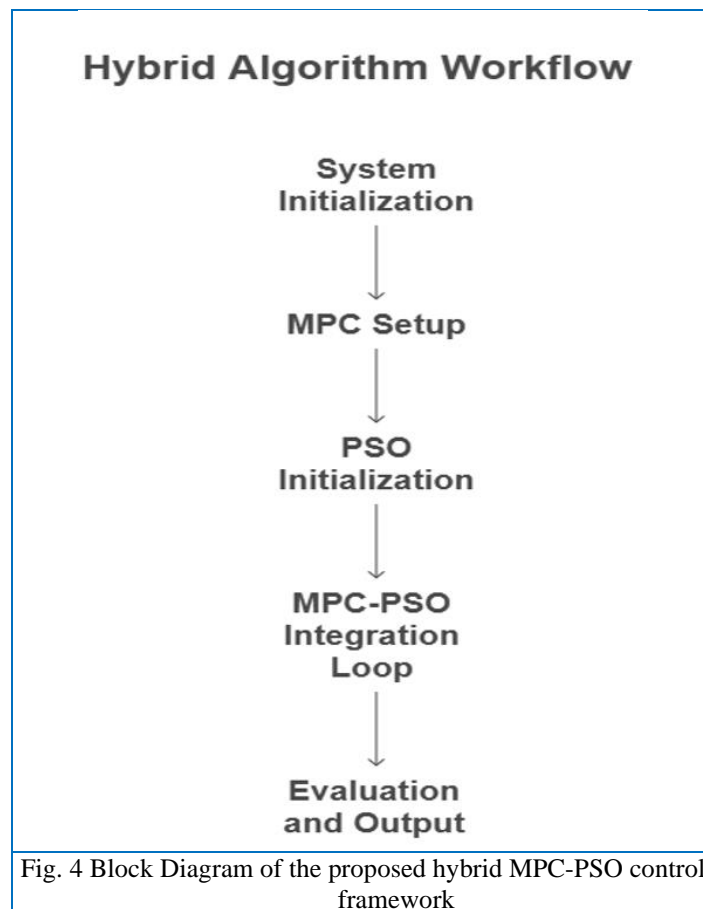 Hybrid Algorithm Workflow
System
Initialization
MPC Setup
PSO
Initialization
MPC-PSO
Integration
Loop
Evaluation
and Output
Fig. 4 Block Diagram of the proposed hybrid MPC-PSO control
framework